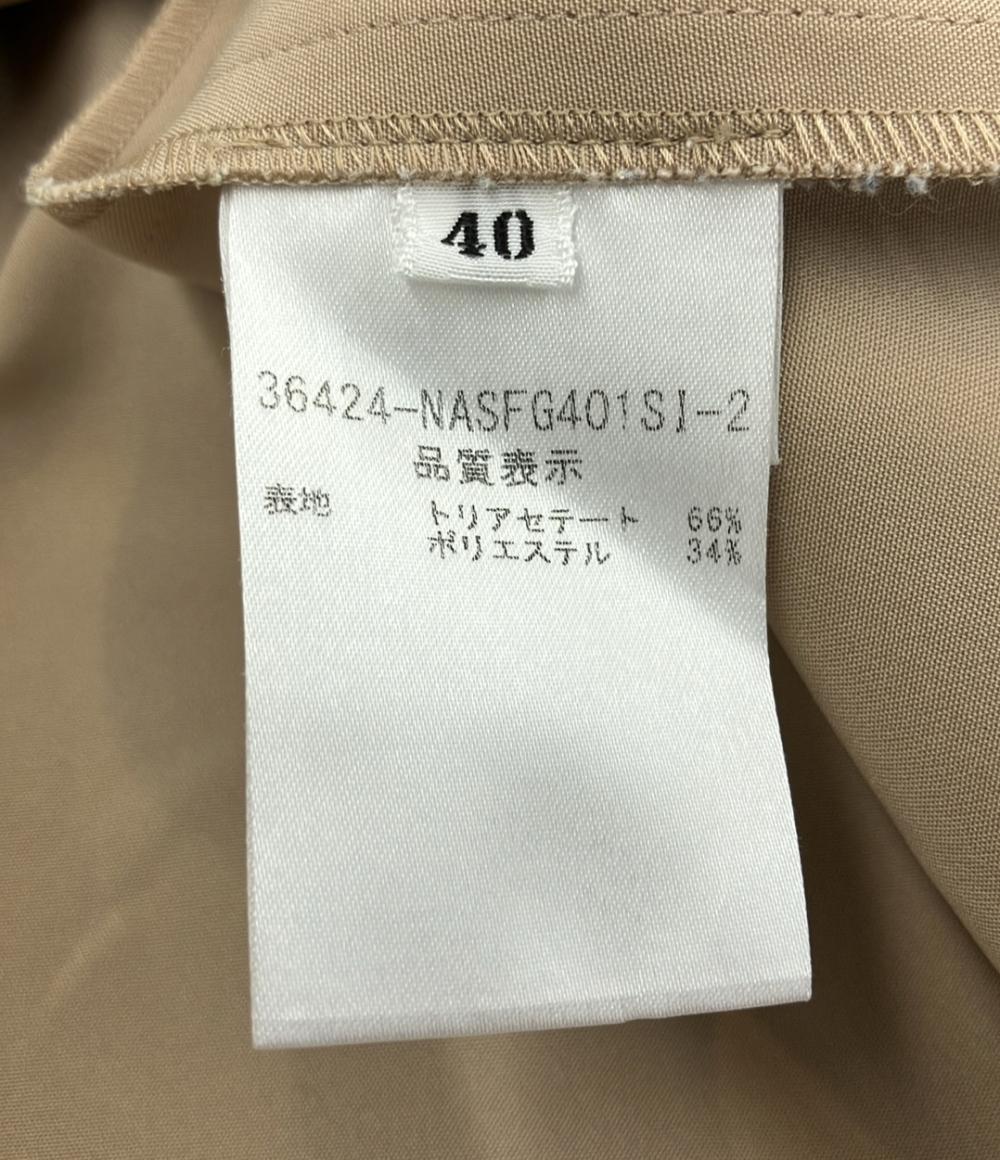 40
36424-NASFG401SI-2
品質表示
表地 トリアセテート 66%
ポリエステル 34%